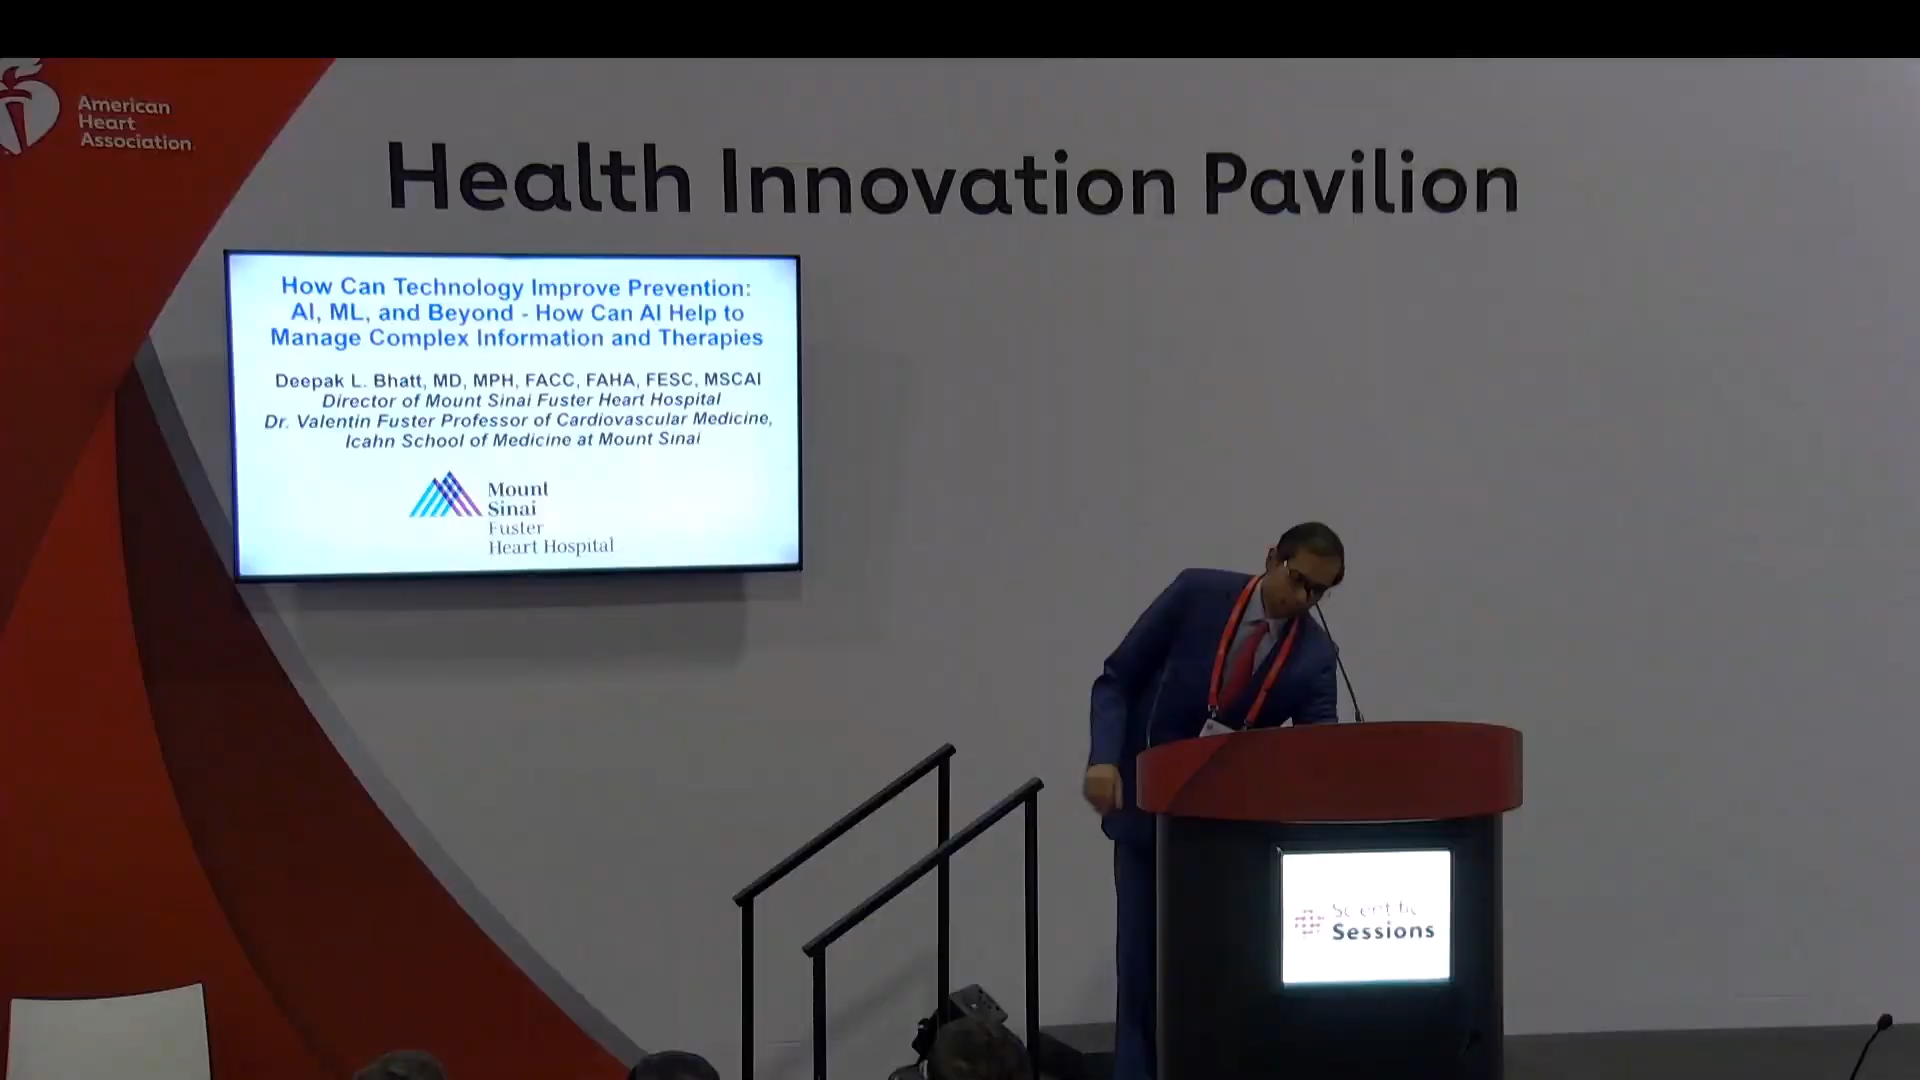 American
Heart
Association
Health Innovation Pavilion
How Can Technology Improve Prevention:
AI, ML, and Beyond - How Can AI Help to
Manage Complex Information and Therapies
Deepak L. Bhatt, MD, MPH, FACC, FAHA, FESC, MSCAI
Director of Mount Sinai Fuster Heart Hospital
Dr. Valentin Fuster Professor of Cardiovascular Medicine,
Icahn School of Medicine at Mount Sinai
Mount
Sinai
Fuster
Heart Hospital
Scientific
Sessions